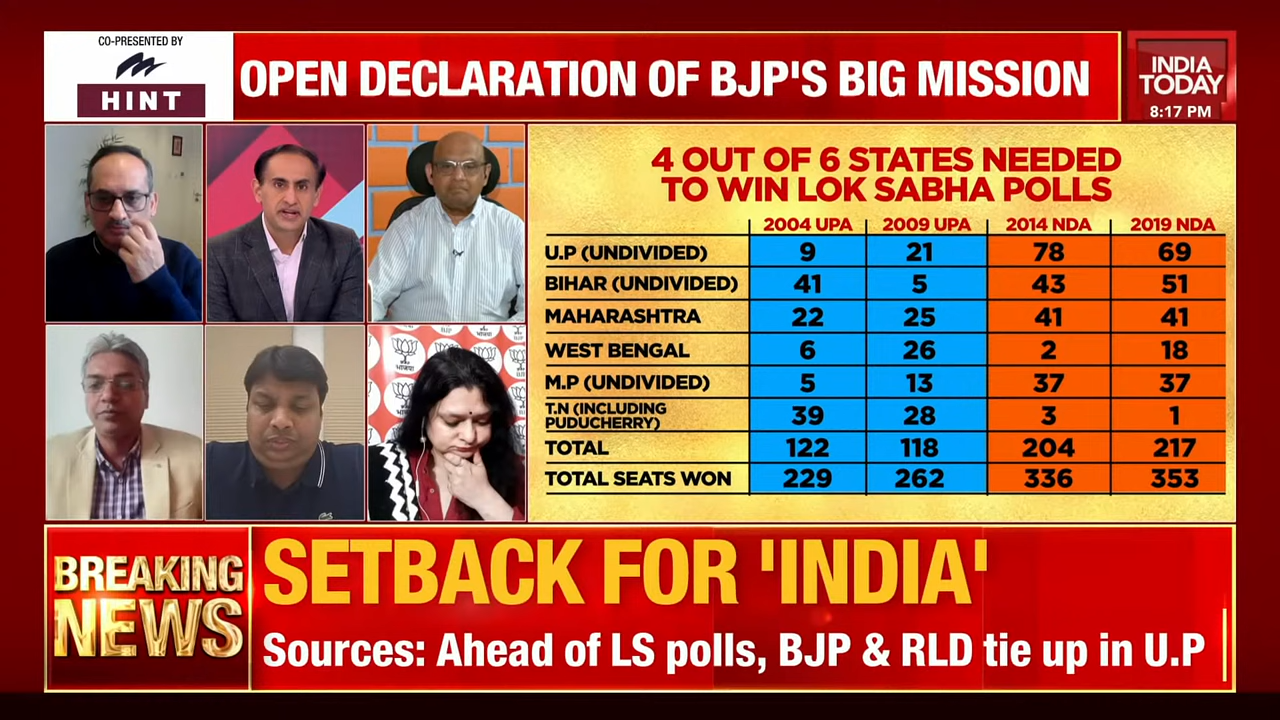 CO-PRESENTED BY
HINT
OPEN DECLARATION OF BJP'S BIG MISSION
INDIA
TODAY
8:17 PM
4 OUT OF 6 STATES NEEDED
TO WIN LOK SABHA POLLS
2004 UPA 2009 UPA 2014 NDA 2019 NDA
U.P (UNDIVIDED) 9 21 78 69
BIHAR (UNDIVIDED) 41 5 43 51
MAHARASHTRA 22 25 41 41
WEST BENGAL 6 26 2 18
M.P (UNDIVIDED) 5 13 37 37
T.N (INCLUDING
PUDUCHERRY) 39 28 3 1
TOTAL 122 118 204 217
TOTAL SEATS WON 229 262 336 353
BREAKING
NEWS
SETBACK FOR 'INDIA'
Sources: Ahead of LS polls, BJP & RLD tie up in U.P